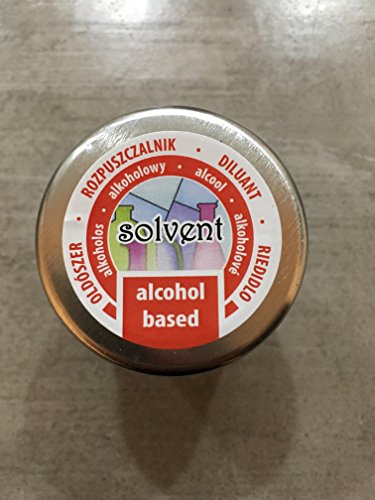 OLDÓSZER • ROZPUSZCZALNIK • DILUANT • RIEDIDLO
alkoholos • alkoholowy • alcool • alkoholové
solvent
alcohol
based